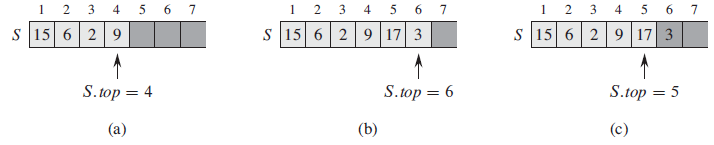 1 2 3 4 5 6 7 1 2 3 4 5 6 7 1 2 3 4 5 6 7
S 15 6 2 9 S 15 6 2 9 17 3 S 15 6 2 9 17 3
S.top = 4 S.top = 6 S.top = 5
(a) (b) (c)